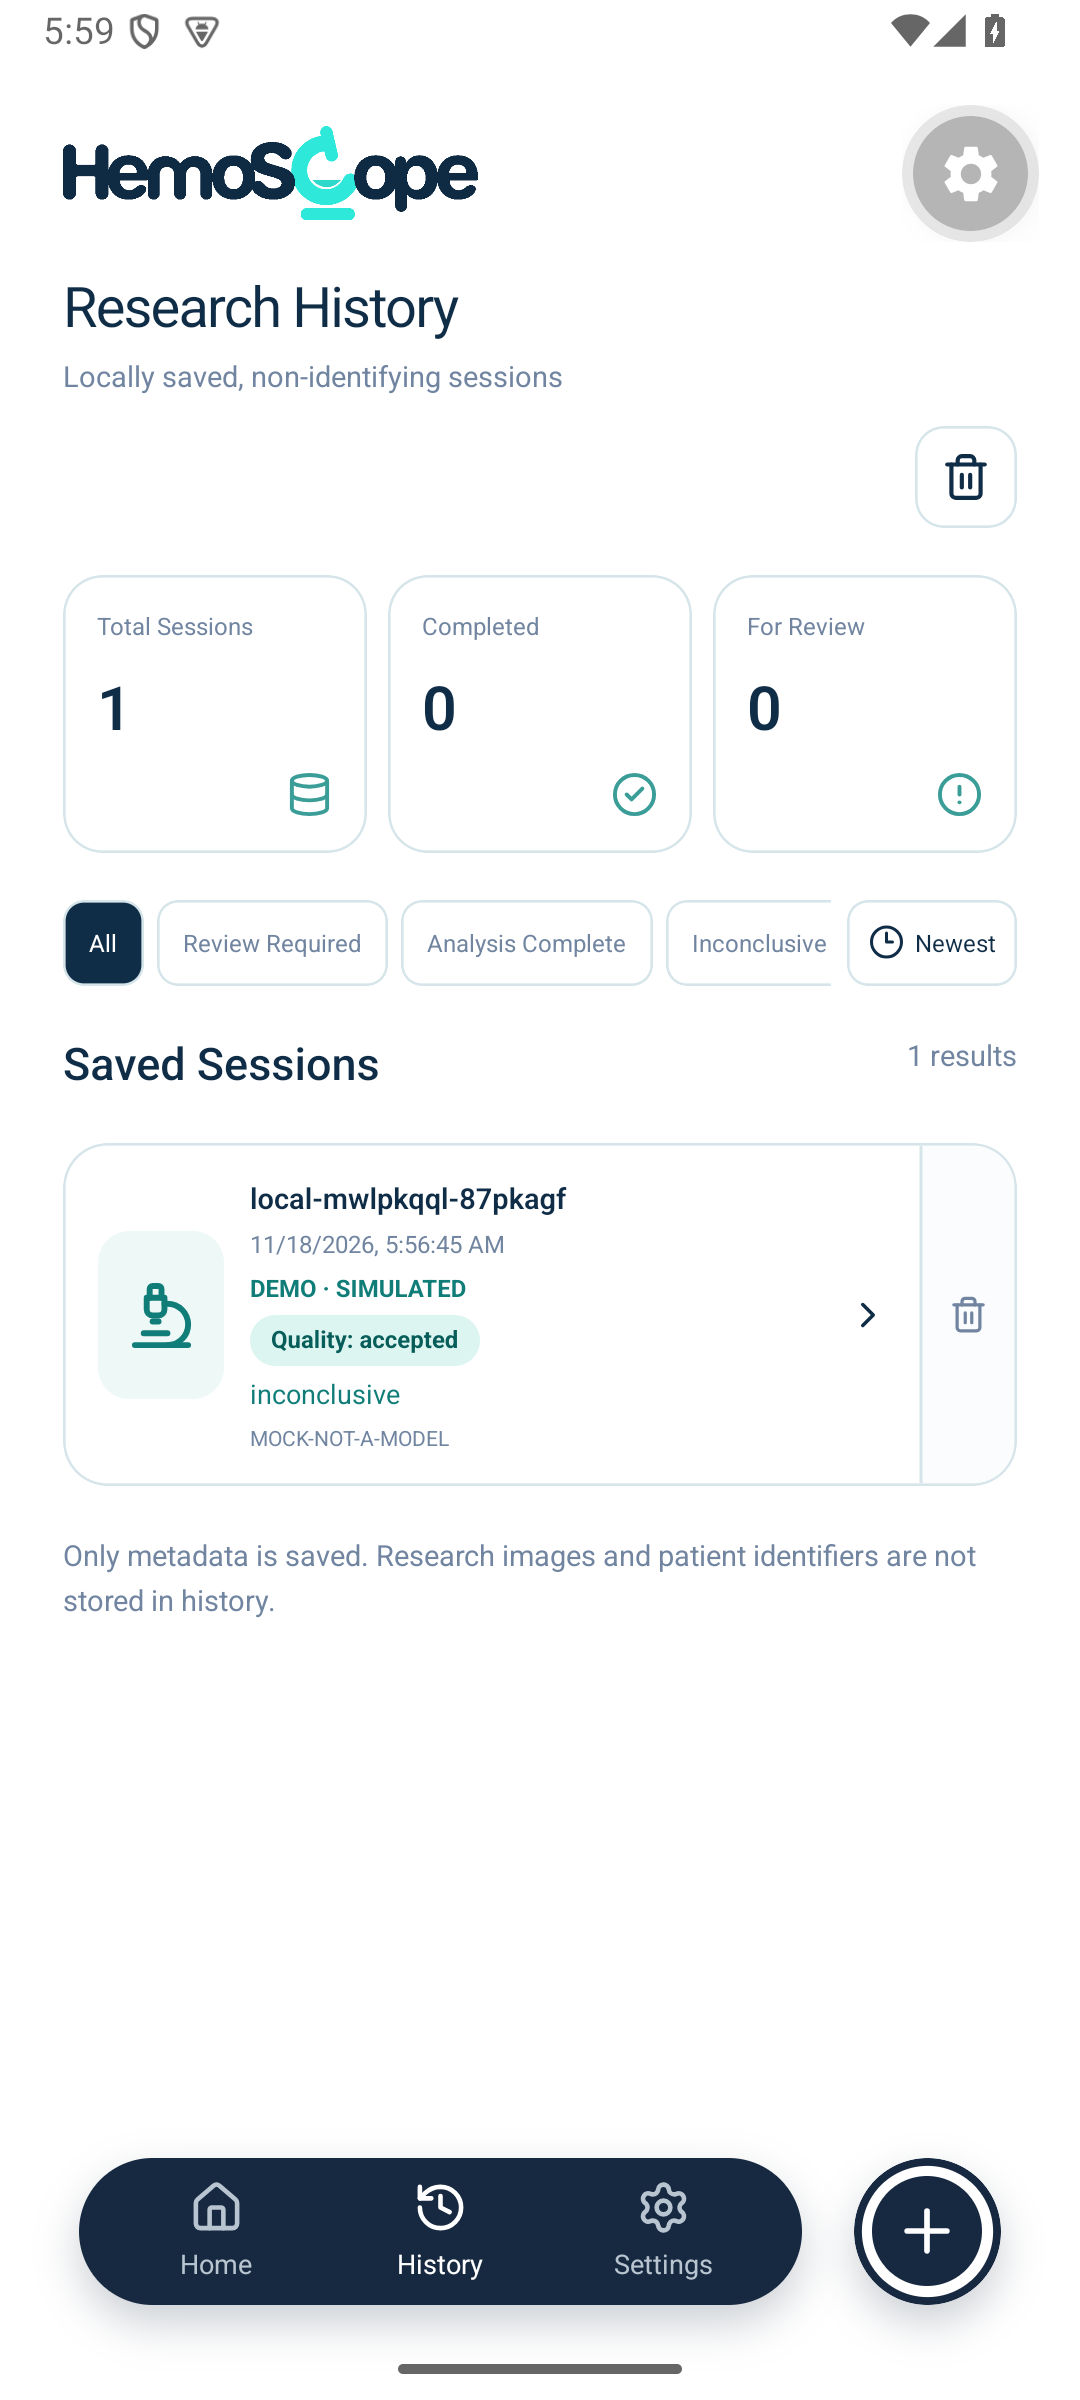 5:59
HemoScope
Research History
Locally saved, non-identifying sessions
Total Sessions
1
Completed
0
For Review
0
All
Review Required
Analysis Complete
Inconclusive
Newest
Saved Sessions
1 results
local-mwlpkqql-87pkagf
11/18/2026, 5:56:45 AM
DEMO · SIMULATED
Quality: accepted
inconclusive
MOCK-NOT-A-MODEL
Only metadata is saved. Research images and patient identifiers are not
stored in history.
Home
History
Settings